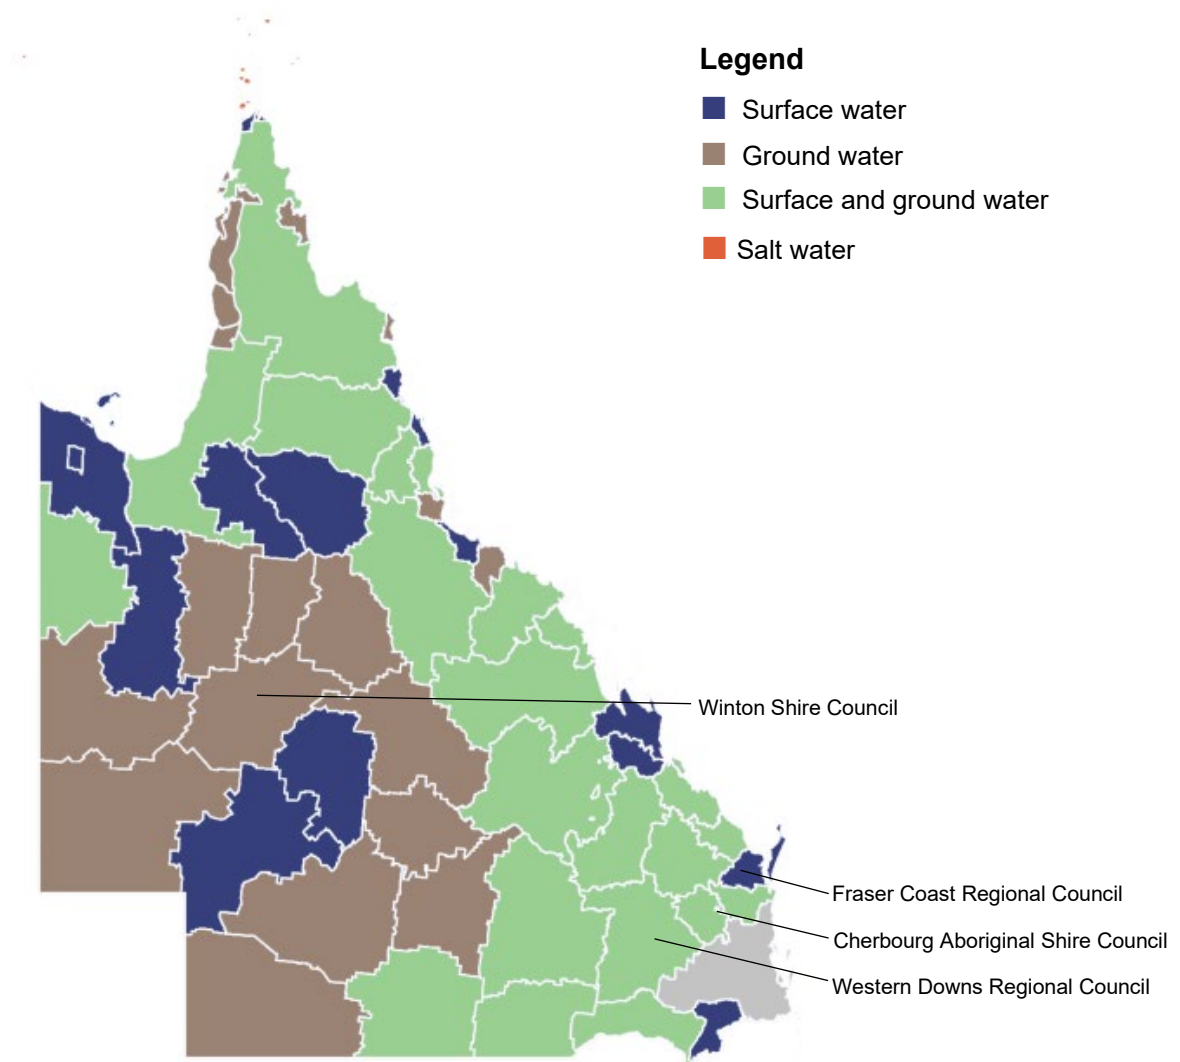 Legend
Surface water
Ground water
Surface and ground water
Salt water
Winton Shire Council
Fraser Coast Regional Council
Cherbourg Aboriginal Shire Council
Western Downs Regional Council